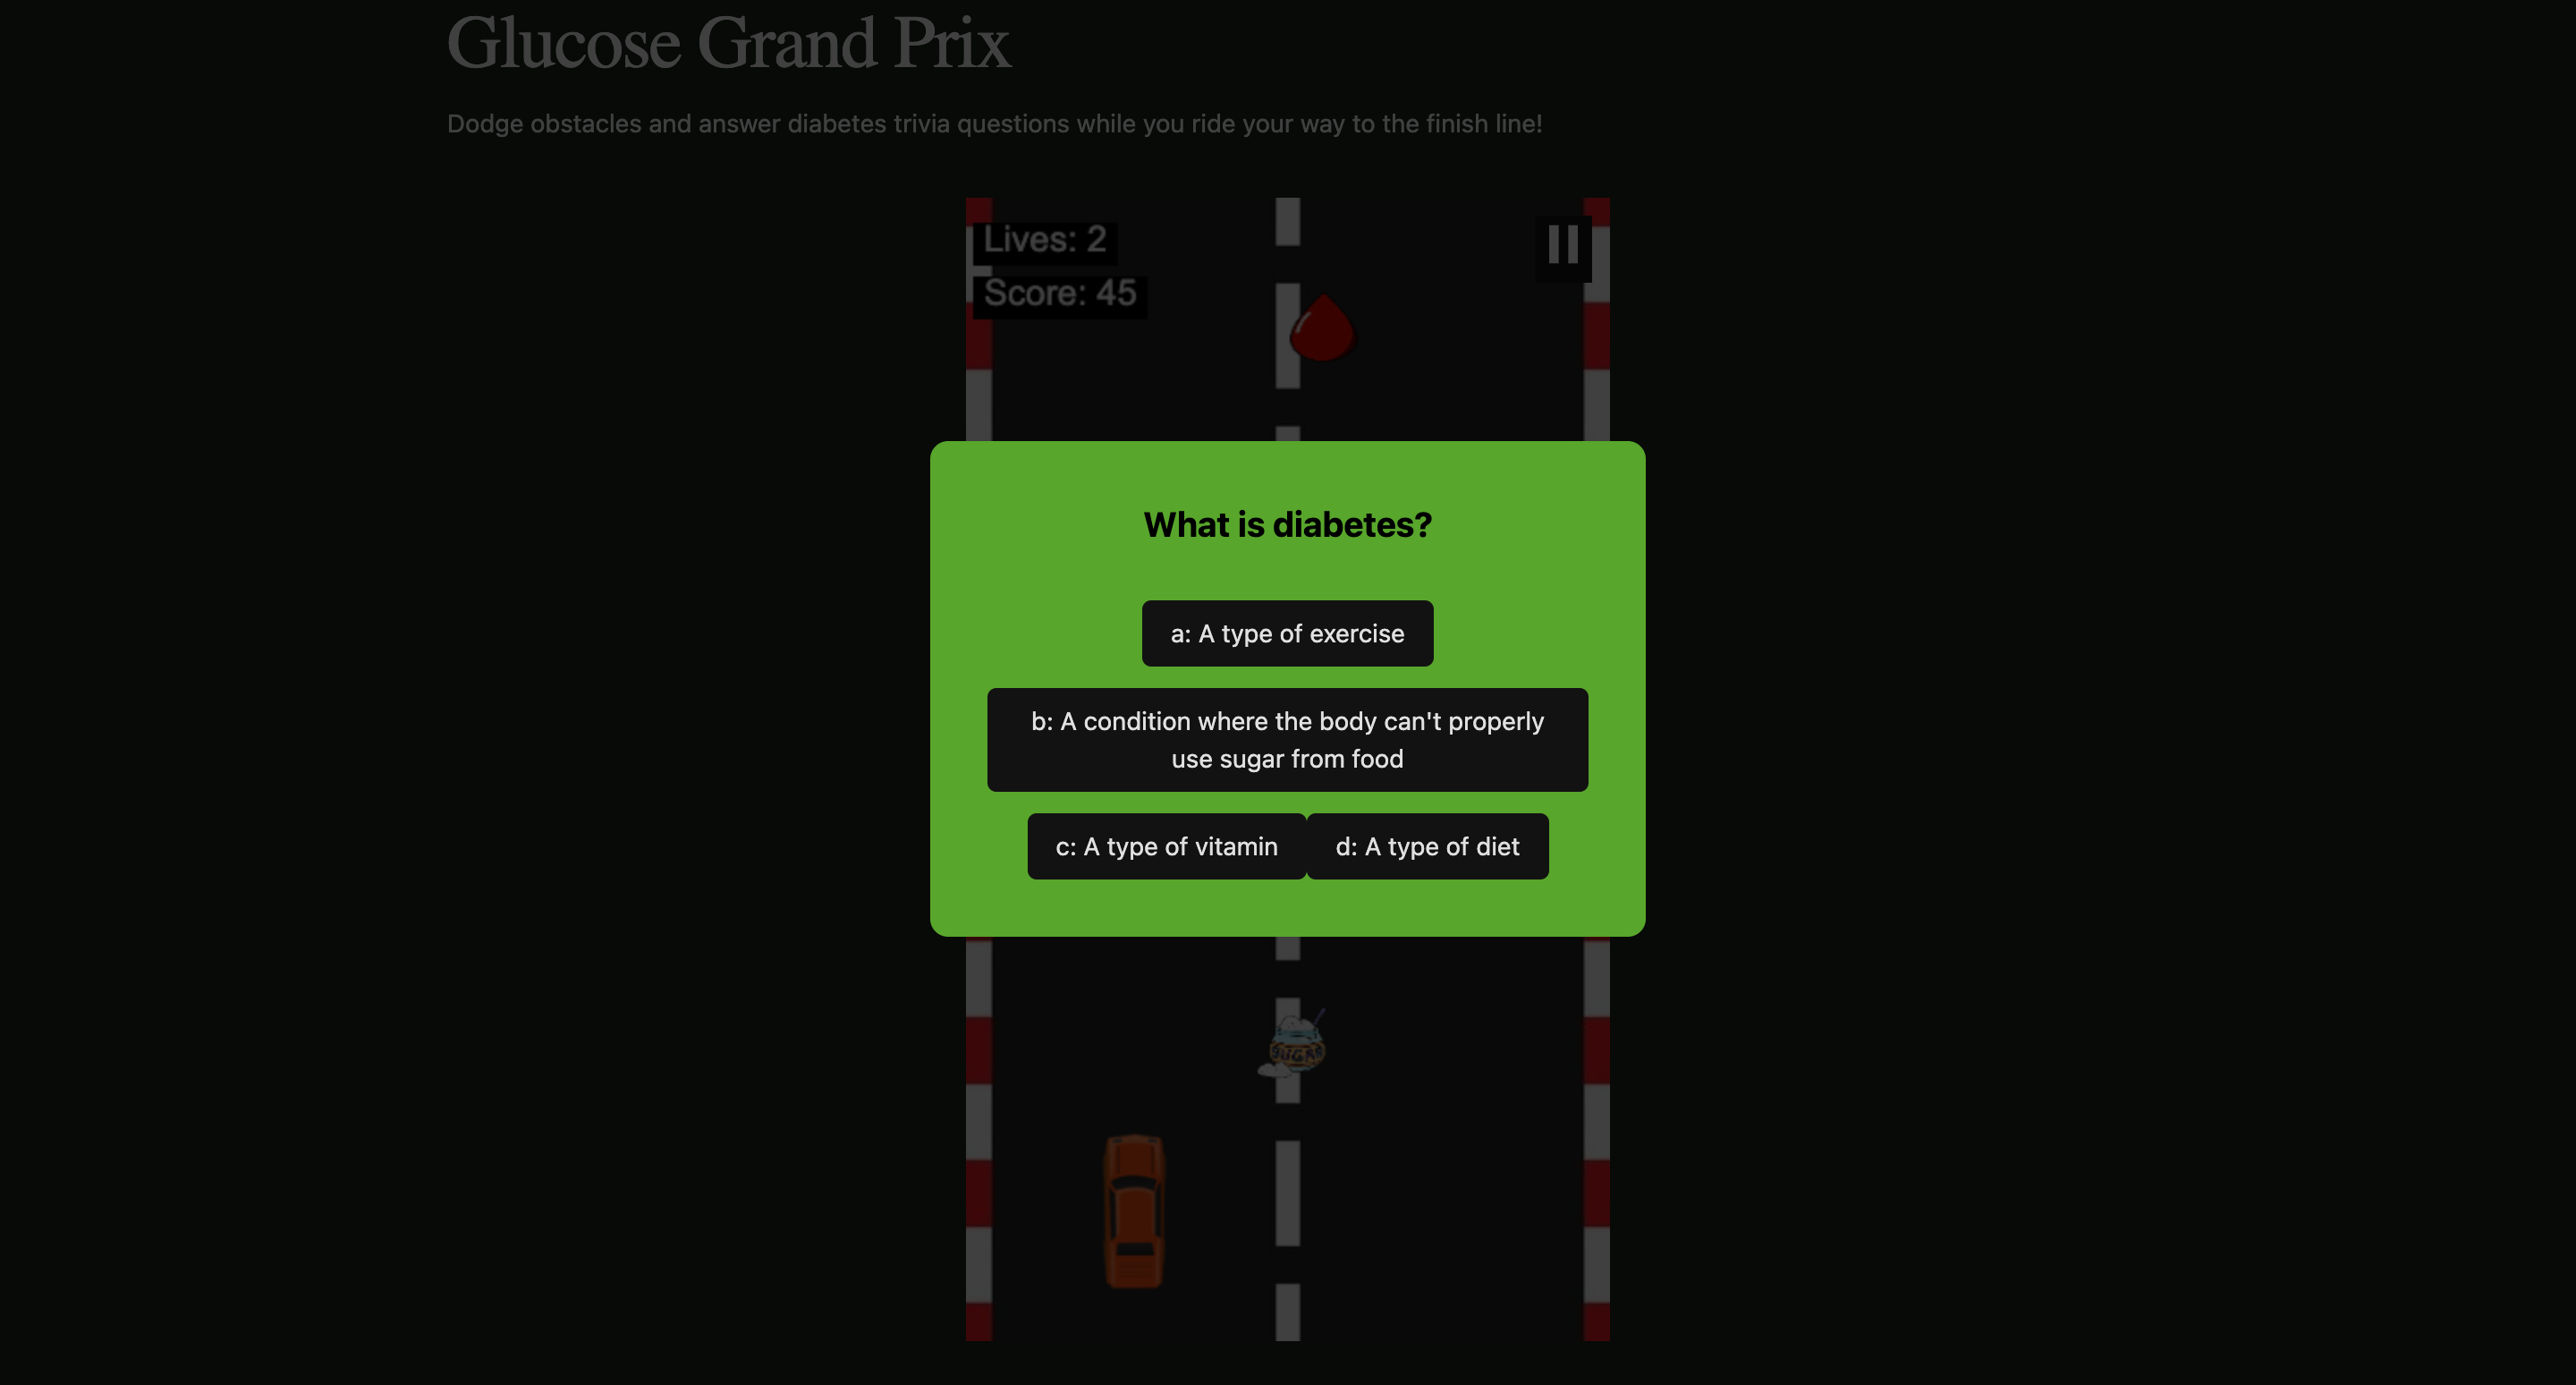 Glucose Grand Prix
Dodge obstacles and answer diabetes trivia questions while you ride your way to the finish line!
Lives: 2
Score: 45
What is diabetes?
a: A type of exercise
b: A condition where the body can't properly
use sugar from food
c: A type of vitamin
d: A type of diet
SUGAR